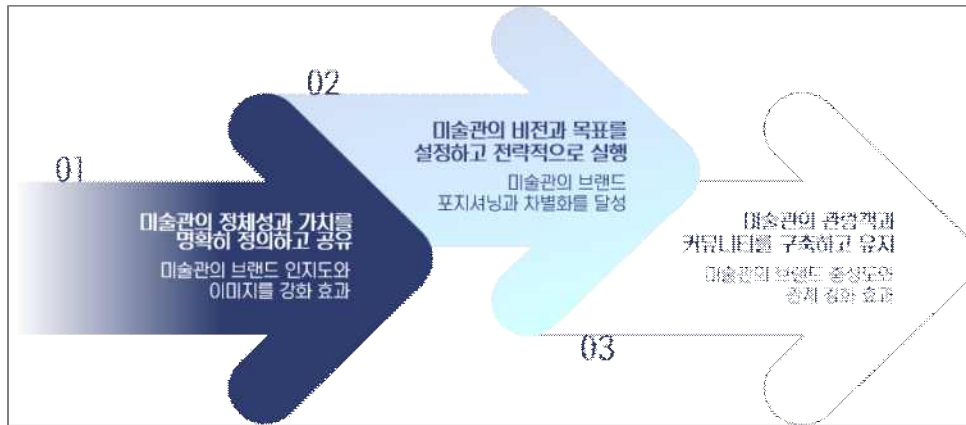 01
미술관의 정체성과 가치를
명확히 정의하고 공유
미술관의 브랜드 인지도와
이미지를 강화 효과
02
미술관의 비전과 목표를
설정하고 전략적으로 실행
미술관의 브랜드
포지셔닝과 차별화를 달성
03
미술관의 관람객과
커뮤니티를 구축하고 유지
미술관의 브랜드 충성도와
관계 강화 효과